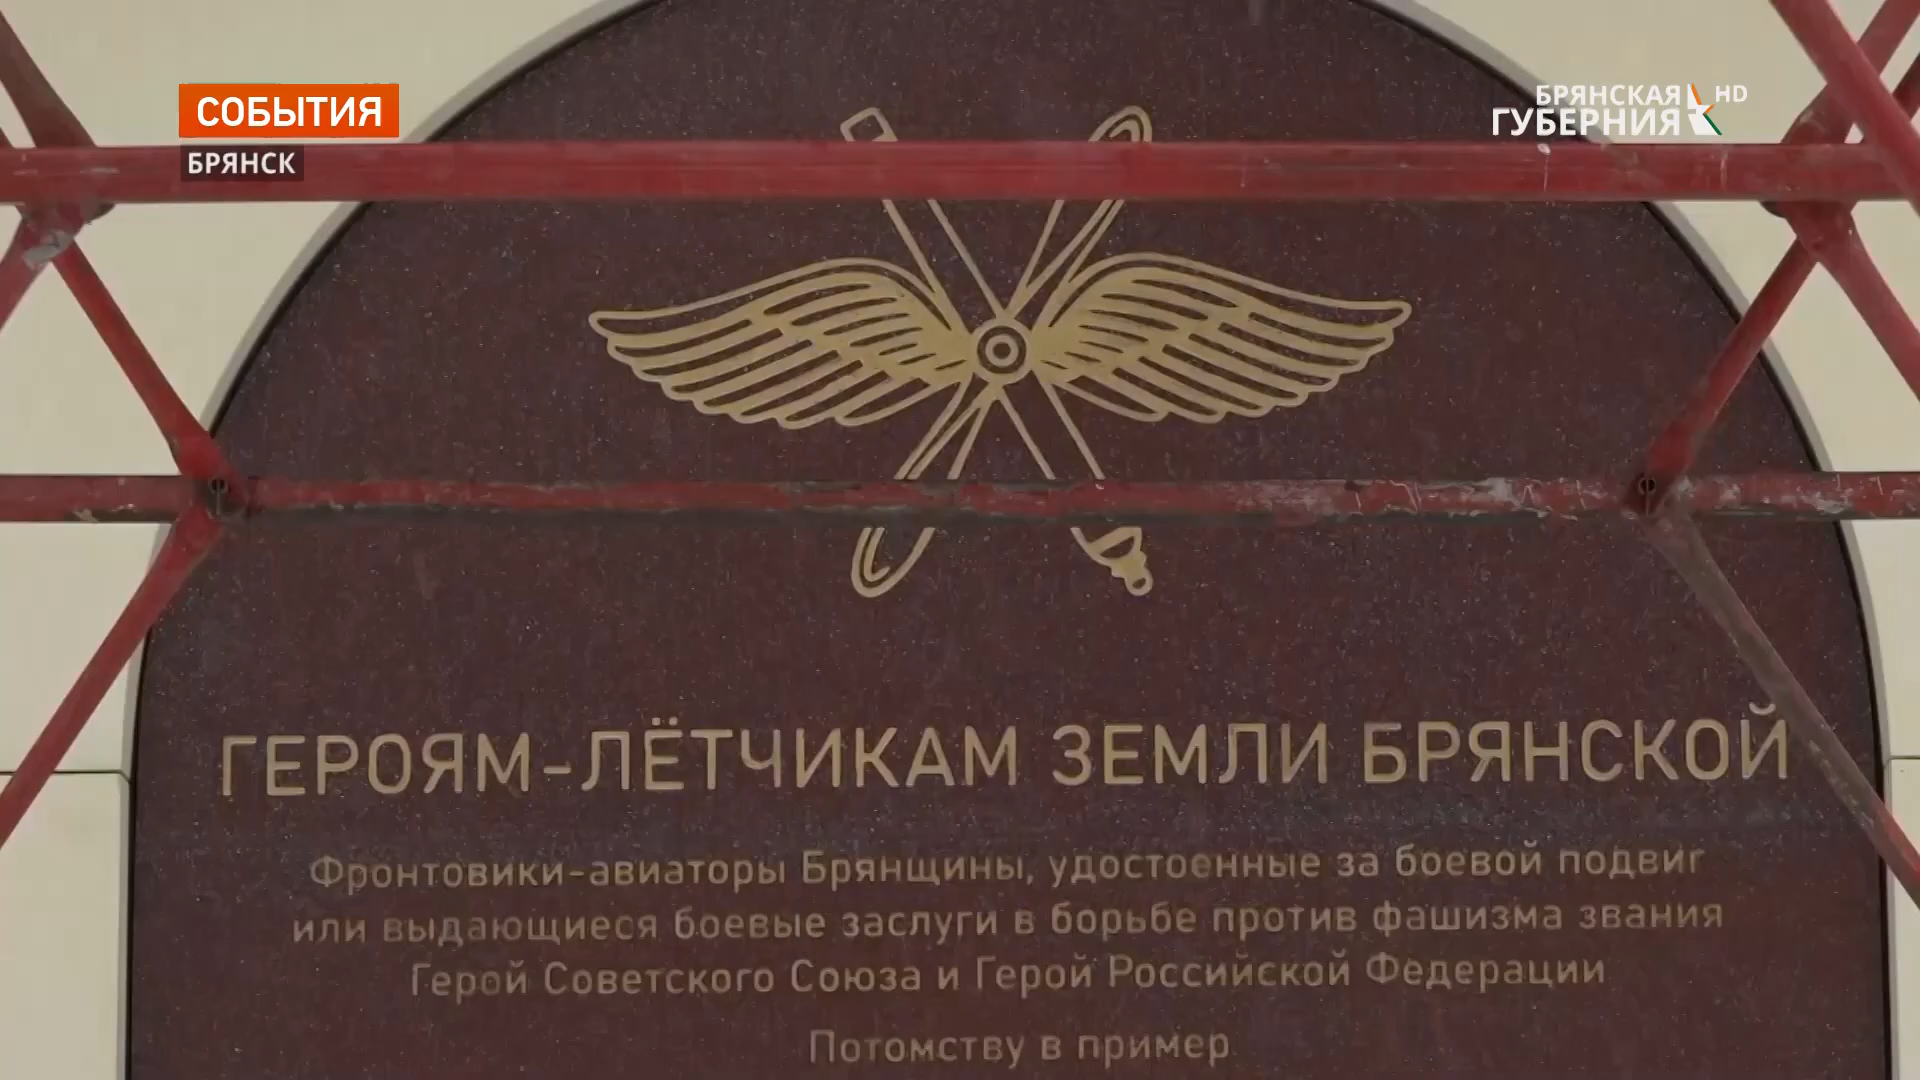 СОБЫТИЯ
БРЯНСК
БРЯНСКАЯ HD
ГУБЕРНИЯ
ГЕРОЯМ-ЛЁТЧИКАМ ЗЕМЛИ БРЯНСКОЙ
Фронтовики-авиаторы Брянщины, удостоенные за боевой подвиг
или выдающиеся боевые заслуги в борьбе против фашизма звания
Герой Советского Союза и Герой Российской Федерации
Потомству в пример